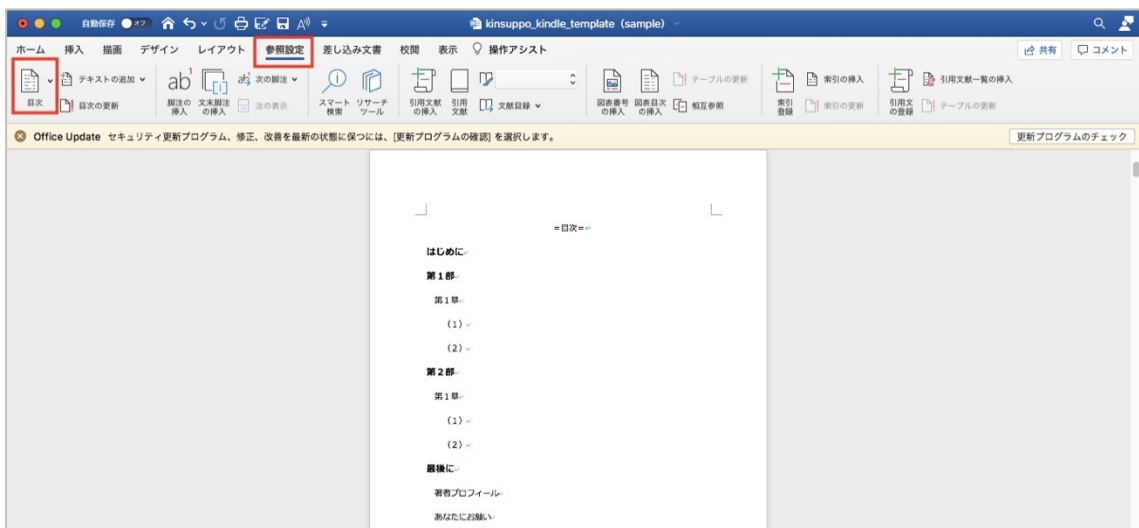 自動保存 オフ
kinsuppo_kindle_template (sample)
ホーム 挿入 描画 デザイン レイアウト 参照設定 差し込み文書 校閲 表示 操作アシスト 共有 コメント
目次
テキストの追加
目次の更新
ab 1
脚注の挿入
[i]
文末脚注の挿入
次の脚注
注の表示
スマート検索
リサーチツール
引用文献の挿入
引用文献
文献目録
図表番号の挿入
図表目次の挿入
テーブルの更新
相互参照
索引登録
索引の挿入
索引の更新
引用文の登録
引用文献一覧の挿入
テーブルの更新
Office Update セキュリティ更新プログラム、修正、改善を最新の状態に保つには、[更新プログラムの確認] を選択します。 更新プログラムのチェック
=目次=
はじめに
第1部
第1章
(1)
(2)
第2部
第1章
(1)
(2)
最後に
著者プロフィール
あなたにお願い